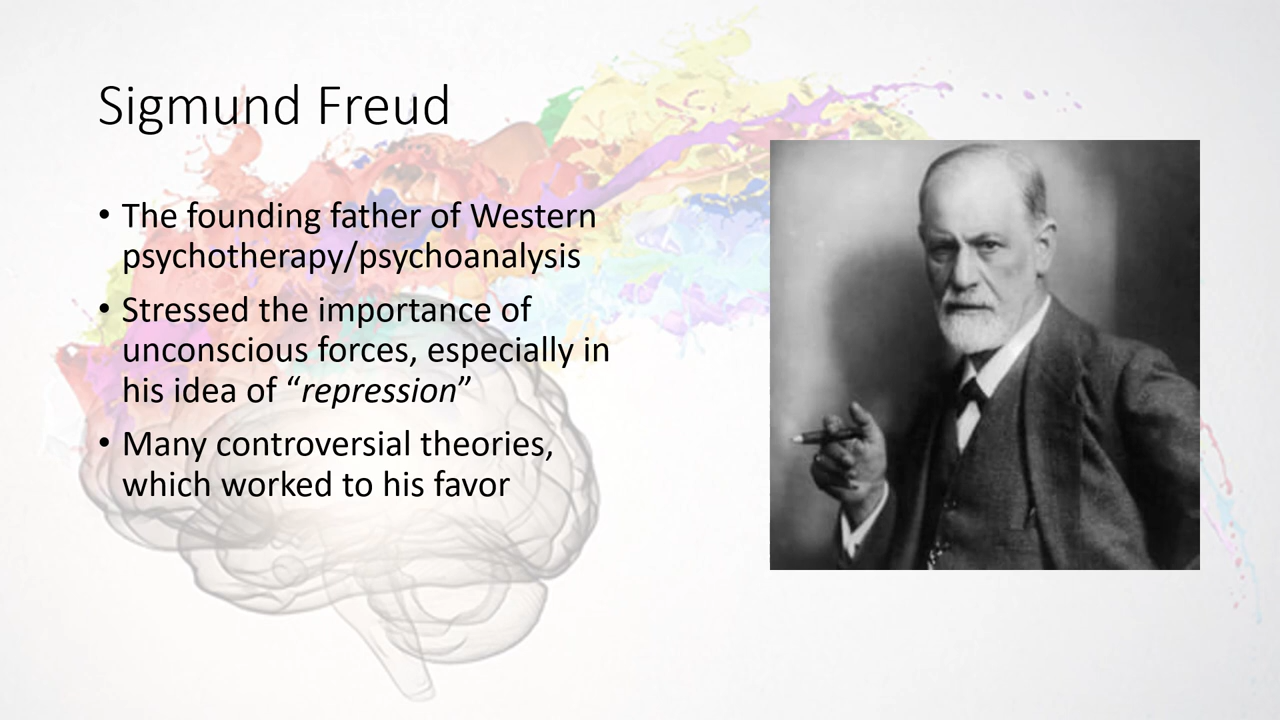 Sigmund Freud
• The founding father of Western
psychotherapy/psychoanalysis
• Stressed the importance of
unconscious forces, especially in
his idea of “repression”
• Many controversial theories,
which worked to his favor